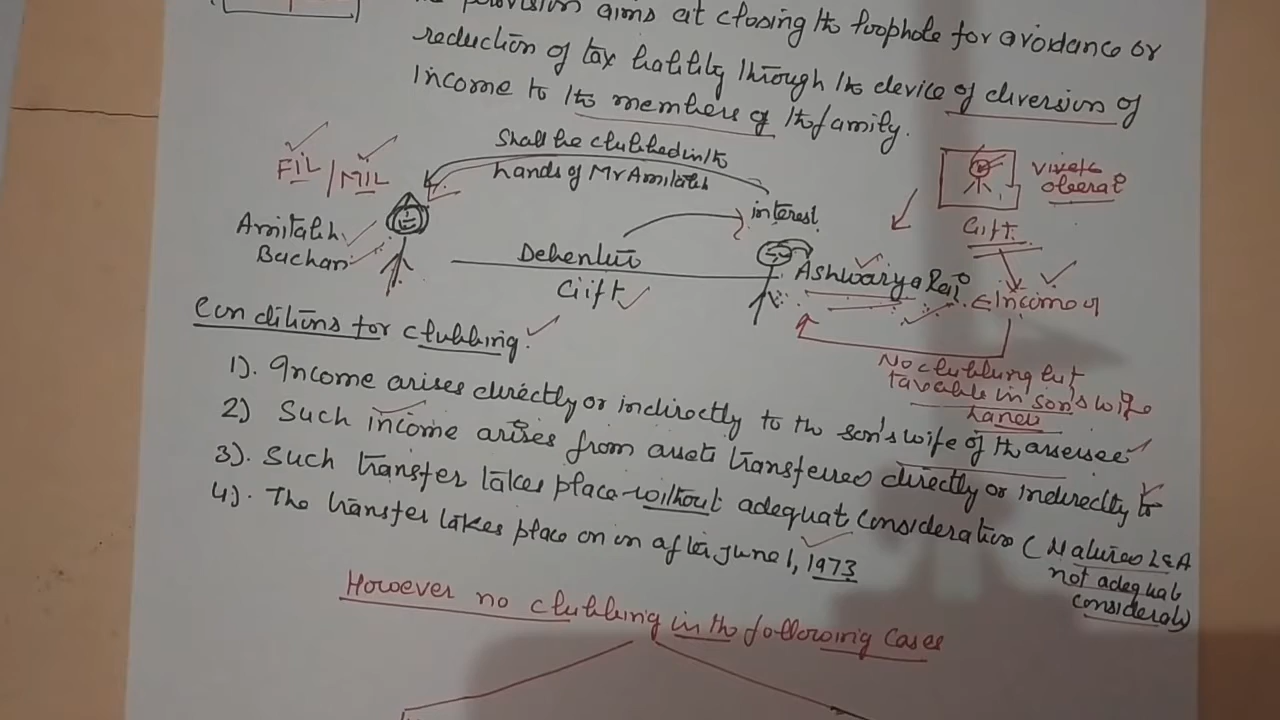 provision aims at closing the loophole for avoidance or
reduction of tax liability through the device of diversion of
Income to the members of the family.
Shall be clubbed in the
hands of Mr Amitabh
FIL / MIL
Amitabh
Bachan
interest
Debenture
Gift
Ashwarya Rai
Vivek
oberai
Gift
Income
No clubbing but
taxable in son's wife
hand
Conditions for clubbing.
1). Income arises directly or indirectly to the son's wife of the assessee
2) Such income arises from assets transferred directly or indirectly to
3). Such transfer takes place without adequate consideration (Natural L & A
not adequate
consideration)
4). The transfer takes place on or after June 1, 1973
However no clubbing in the following cases